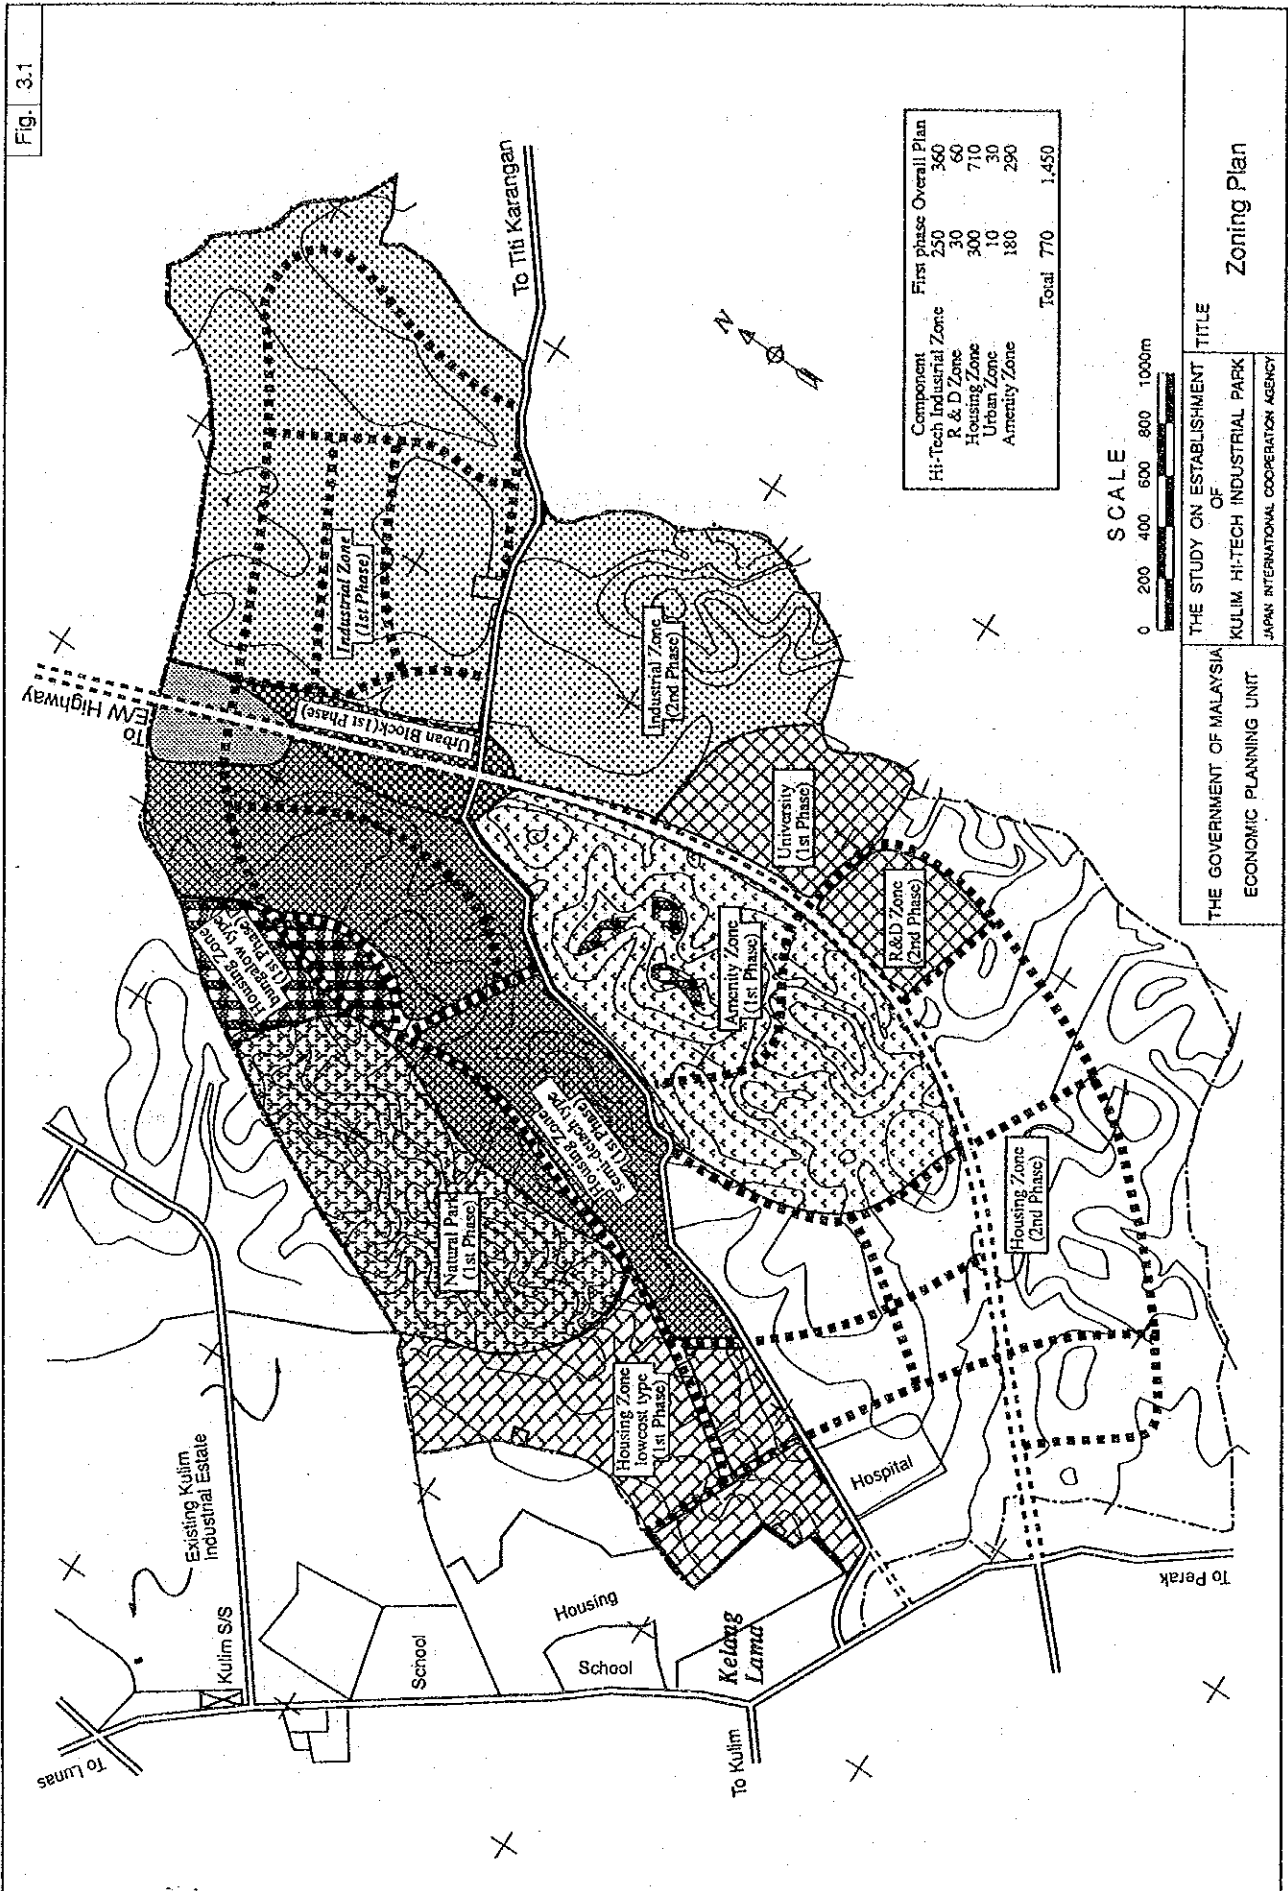 Fig. 3.1
To Titi Karangan
To
E/W Highway
Industrial Zone
(1st Phase)
Urban Block(1st Phase)
Industrial Zone
(2nd Phase)
University
(1st Phase)
R&D Zone
(2nd Phase)
Amenity Zone
(1st Phase)
Housing Zone
bungalow type
(1st Phase)
Housing Zone
semi-detach type
(1st Phase)
Natural Park
(1st Phase)
Housing Zone
lowcost type
(1st Phase)
Housing Zone
(2nd Phase)
Hospital
Existing Kulim
Industrial Estate
Kulim S/S
School
Housing
School
Kelang
Lama
To Lunas
To Kulim
To Perak
N
Component First phase Overall Plan
Hi-Tech Industrial Zone 250 360
R & D Zone 30 60
Housing Zone 300 710
Urban Zone 10 30
Amenity Zone 180 290
Total 770 1,450
SCALE
0 200 400 600 800 1000m
THE GOVERNMENT OF MALAYSIA
ECONOMIC PLANNING UNIT
THE STUDY ON ESTABLISHMENT
OF
KULIM HI-TECH INDUSTRIAL PARK
JAPAN INTERNATIONAL COOPERATION AGENCY
TITLE
Zoning Plan